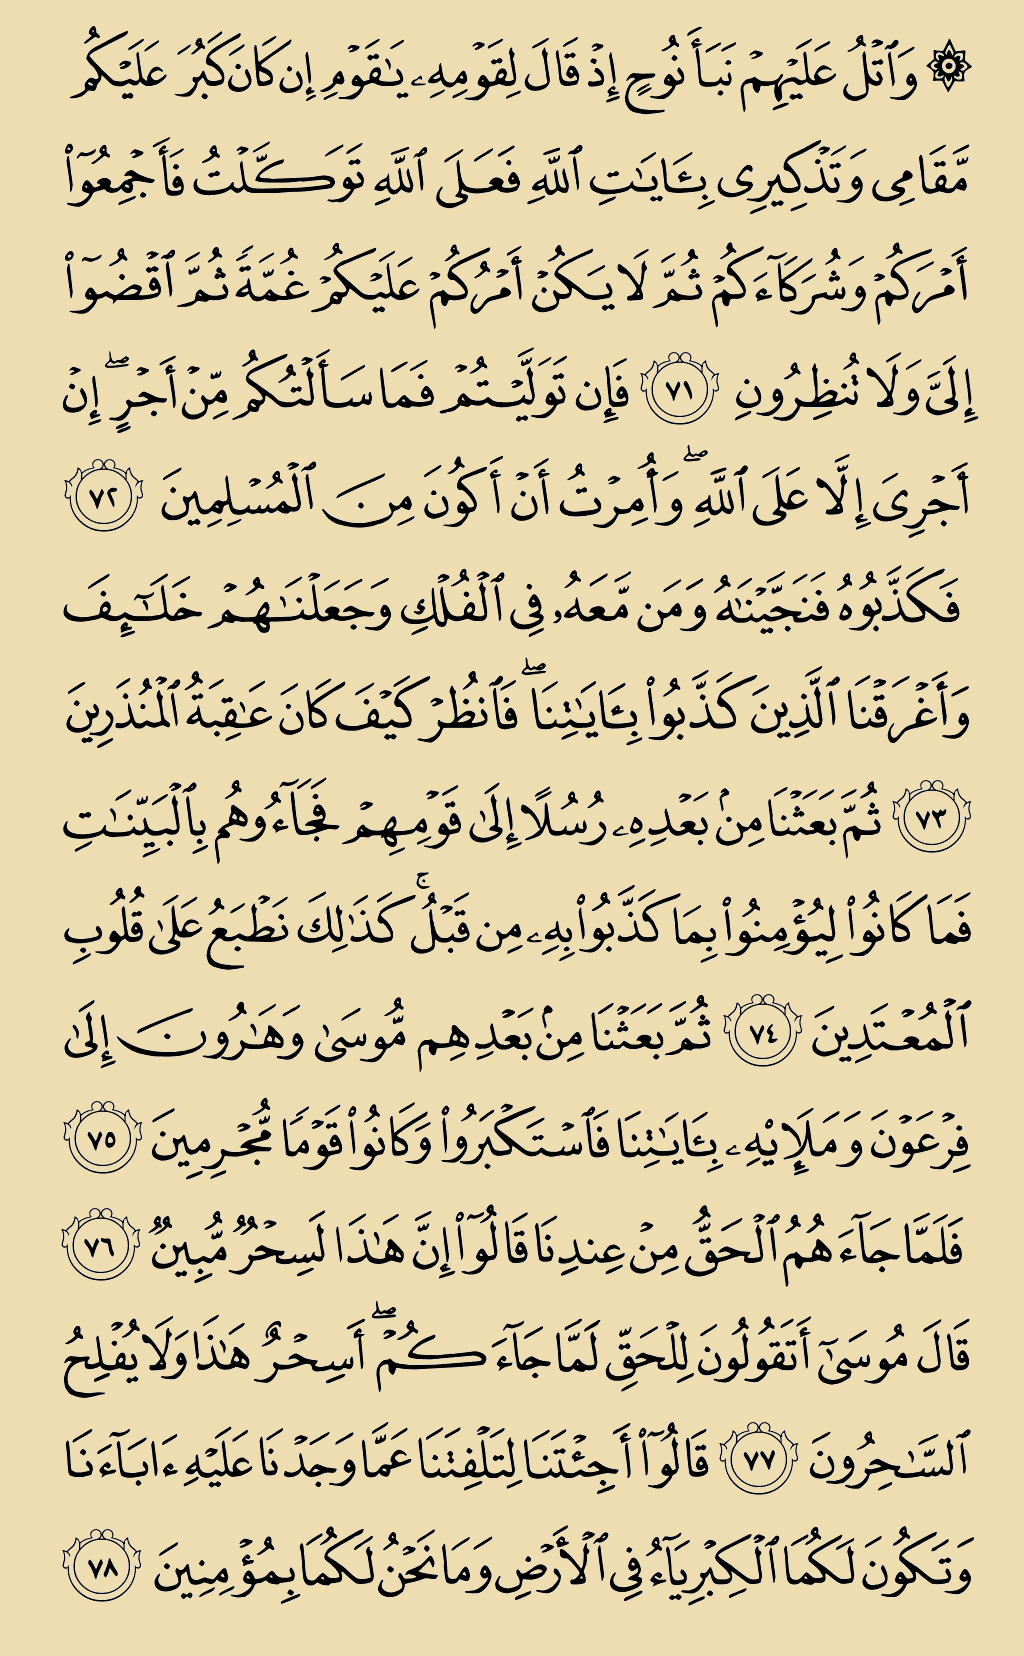 ۞ وَٱتۡلُ عَلَيۡهِمۡ نَبَأَ نُوحٍ إِذۡ قَالَ لِقَوۡمِهِۦ يَٰقَوۡمِ إِن كَانَ كَبُرَ عَلَيۡكُم
مَّقَامِي وَتَذۡكِيرِي بِـَٔايَٰتِ ٱللَّهِ فَعَلَى ٱللَّهِ تَوَكَّلۡتُ فَأَجۡمِعُوٓاْ
أَمۡرَكُمۡ وَشُرَكَآءَكُمۡ ثُمَّ لَا يَكُنۡ أَمۡرُكُمۡ عَلَيۡكُمۡ غُمَّةٗ ثُمَّ ٱقۡضُوٓاْ
إِلَيَّ وَلَا تُنظِرُونِ ٧١ فَإِن تَوَلَّيۡتُمۡ فَمَا سَأَلۡتُكُم مِّنۡ أَجۡرٍۖ إِنۡ
أَجۡرِيَ إِلَّا عَلَى ٱللَّهِۖ وَأُمِرۡتُ أَنۡ أَكُونَ مِنَ ٱلۡمُسۡلِمِينَ ٧٢
فَكَذَّبُوهُ فَنَجَّيۡنَٰهُ وَمَن مَّعَهُۥ فِي ٱلۡفُلۡكِ وَجَعَلۡنَٰهُمۡ خَلَٰٓئِفَ
وَأَغۡرَقۡنَا ٱلَّذِينَ كَذَّبُواْ بِـَٔايَٰتِنَاۖ فَٱنظُرۡ كَيۡفَ كَانَ عَٰقِبَةُ ٱلۡمُنذَرِينَ
٧٣ ثُمَّ بَعَثۡنَا مِنۢ بَعۡدِهِۦ رُسُلًا إِلَىٰ قَوۡمِهِمۡ فَجَآءُوهُم بِٱلۡبَيِّنَٰتِ
فَمَا كَانُواْ لِيُؤۡمِنُواْ بِمَا كَذَّبُواْ بِهِۦ مِن قَبۡلُۚ كَذَٰلِكَ نَطۡبَعُ عَلَىٰ قُلُوبِ
ٱلۡمُعۡتَدِينَ ٧٤ ثُمَّ بَعَثۡنَا مِنۢ بَعۡدِهِم مُّوسَىٰ وَهَٰرُونَ إِلَىٰ
فِرۡعَوۡنَ وَمَلَإِيْهِۦ بِـَٔايَٰتِنَا فَٱسۡتَكۡبَرُواْ وَكَانُواْ قَوۡمٗا مُّجۡرِمِينَ ٧٥
فَلَمَّا جَآءَهُمُ ٱلۡحَقُّ مِنۡ عِندِنَا قَالُوٓاْ إِنَّ هَٰذَا لَسِحۡرٞ مُّبِينٞ ٧٦
قَالَ مُوسَىٰٓ أَتَقُولُونَ لِلۡحَقِّ لَمَّا جَآءَكُمۡۖ أَسِحۡرٌ هَٰذَا وَلَا يُفۡلِحُ
ٱلسَّٰحِرُونَ ٧٧ قَالُوٓاْ أَجِئۡتَنَا لِتَلۡفِتَنَا عَمَّا وَجَدۡنَا عَلَيۡهِ ءَابَآءَنَا
وَتَكُونَ لَكُمَا ٱلۡكِبۡرِيَآءُ فِي ٱلۡأَرۡضِ وَمَا نَحۡنُ لَكُمَا بِمُؤۡمِنِينَ ٧٨